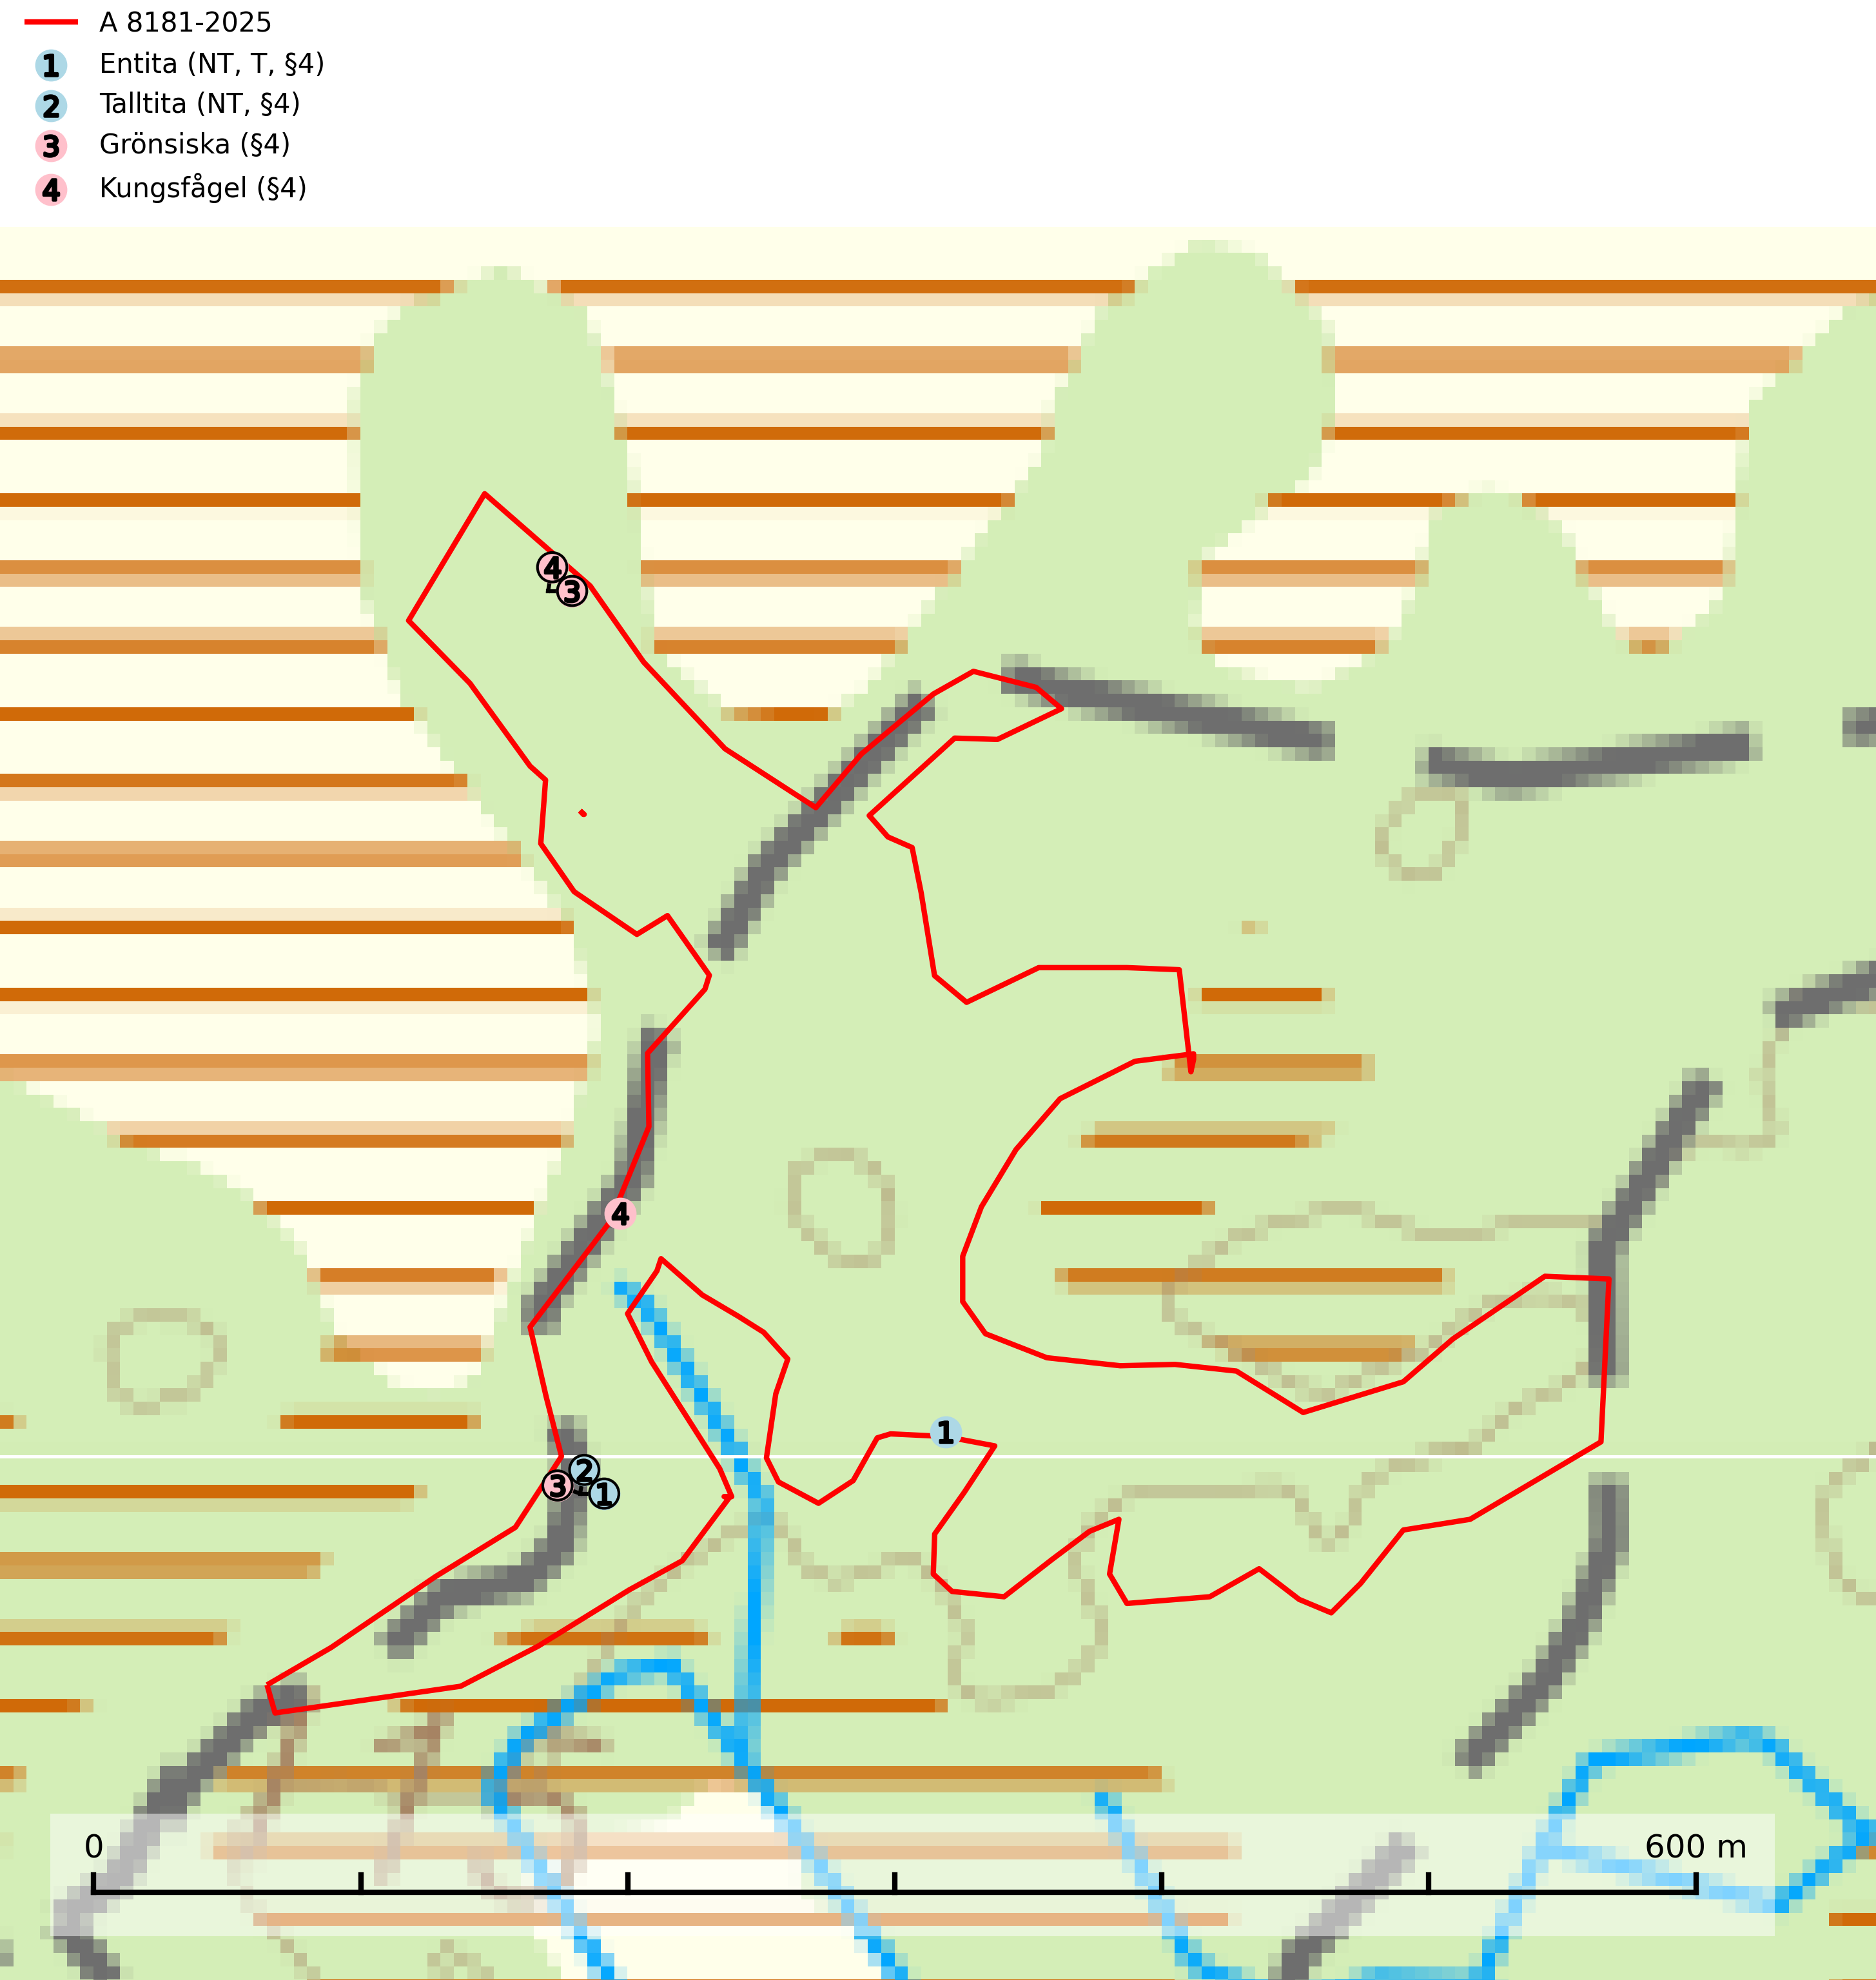 A 8181-2025
1 Entita (NT, T, §4)
2 Talltita (NT, §4)
3 Grönsiska (§4)
4 Kungsfågel (§4)
4
3
4
1
2
3
1
0 600 m